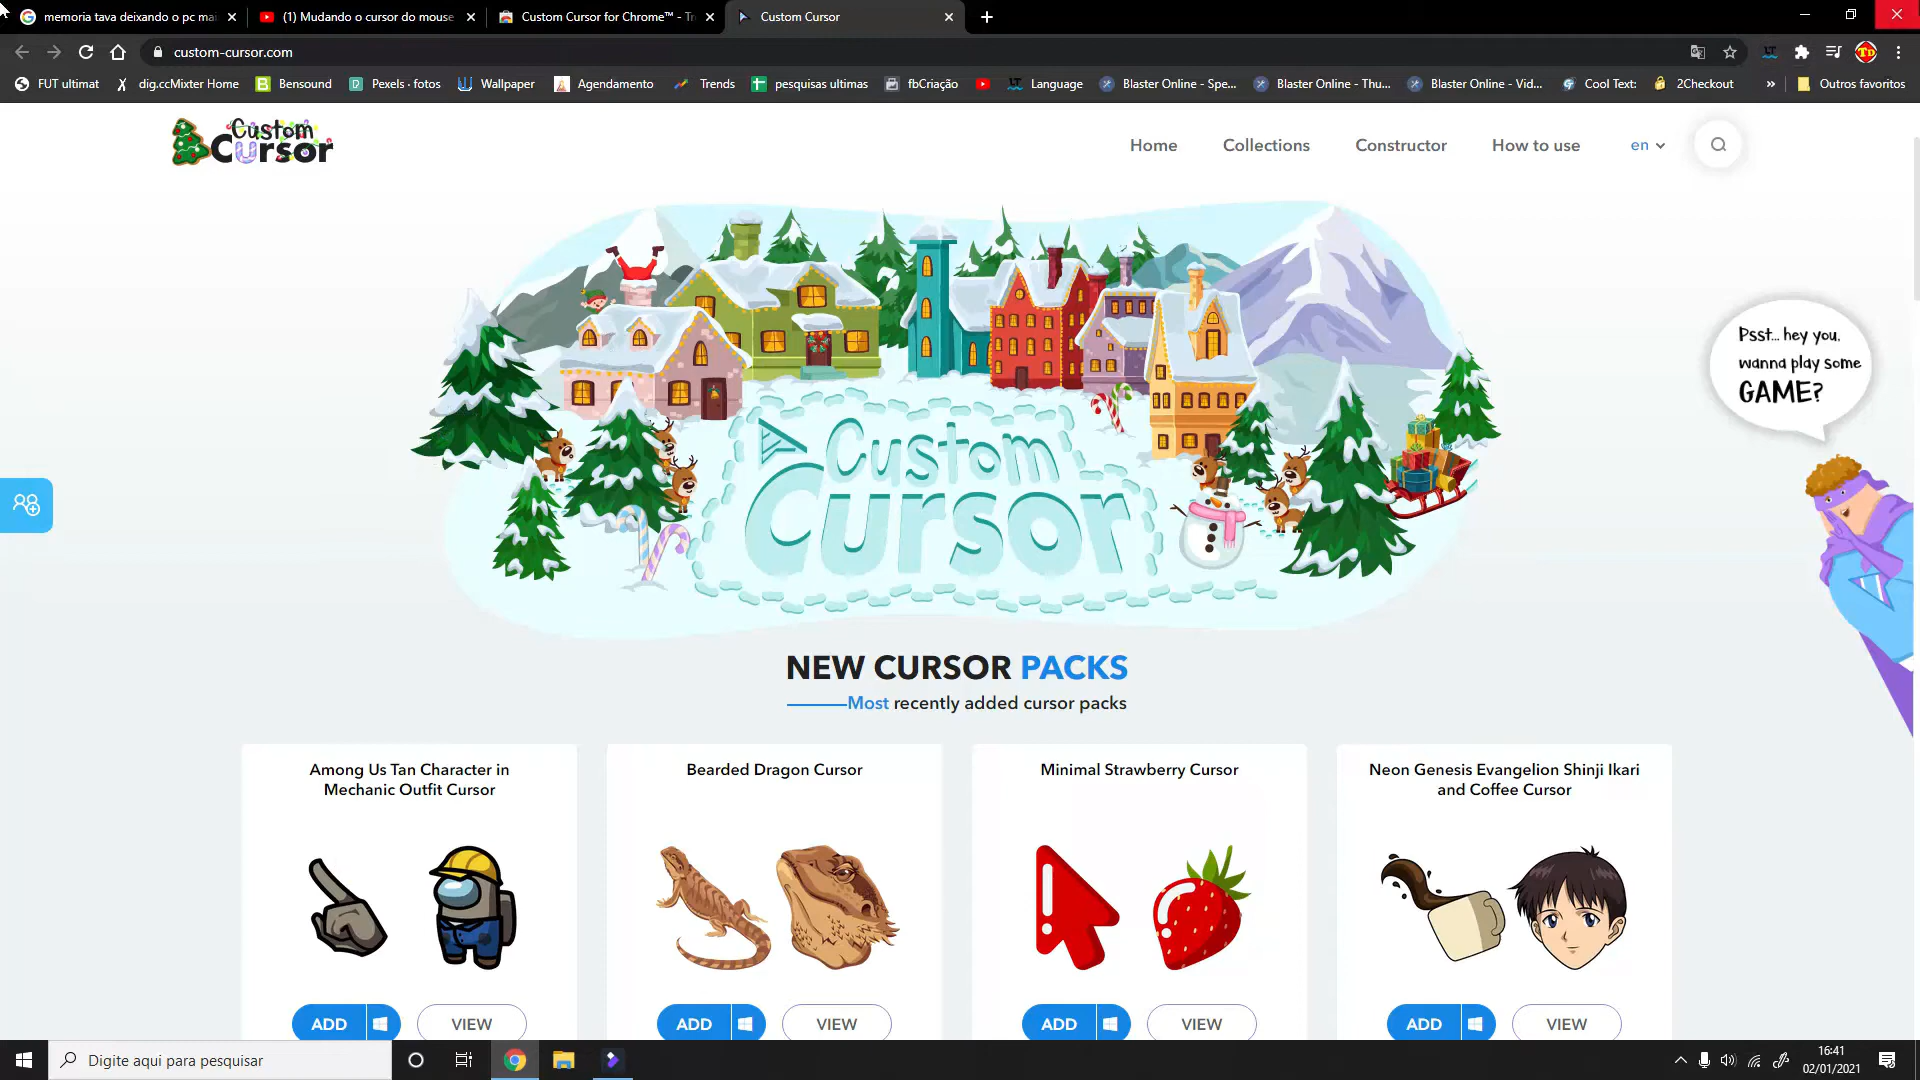 memoria tava deixando o pc mai
(1) Mudando o cursor do mouse
Custom Cursor for Chrome™ - Tr
Custom Cursor
custom-cursor.com
FUT ultimat
dig.ccMixter Home
Bensound
Pexels · fotos
Wallpaper
Agendamento
Trends
pesquisas ultimas
fbCriação
Language
Blaster Online - Spe...
Blaster Online - Thu...
Blaster Online - Vid...
Cool Text:
2Checkout
Outros favoritos
Custom
Cursor
Home
Collections
Constructor
How to use
en
Psst... hey you,
wanna play some
GAME?
Custom
Cursor
NEW CURSOR PACKS
Most recently added cursor packs
Among Us Tan Character in
Mechanic Outfit Cursor
Bearded Dragon Cursor
Minimal Strawberry Cursor
Neon Genesis Evangelion Shinji Ikari
and Coffee Cursor
ADD
VIEW
ADD
VIEW
ADD
VIEW
ADD
VIEW
Digite aqui para pesquisar
16:41
02/01/2021